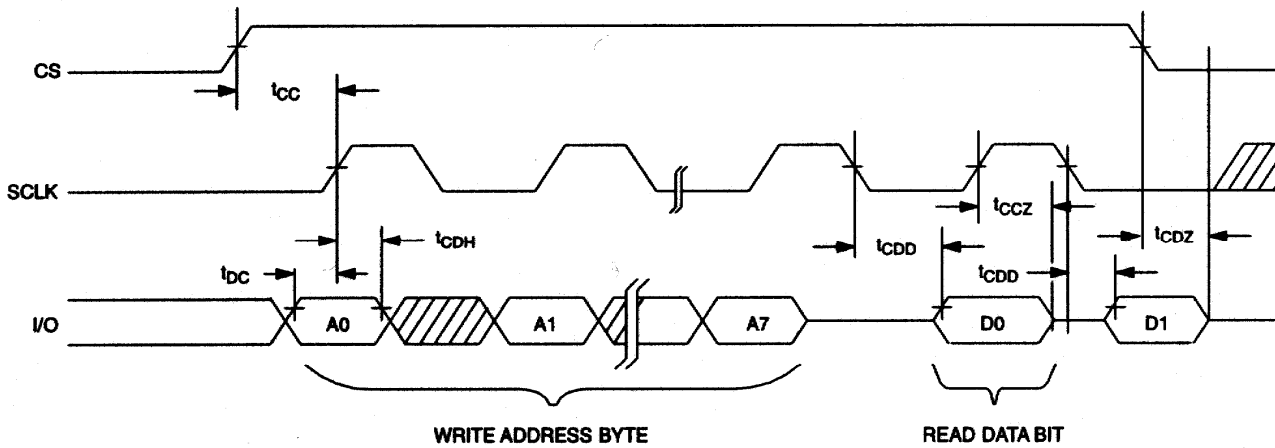 CS
tCC
SCLK
tCCZ
tCDH
tCDD
tCDZ
tDC
tCDD
I/O
A0
A1
A7
D0
D1
WRITE ADDRESS BYTE
READ DATA BIT